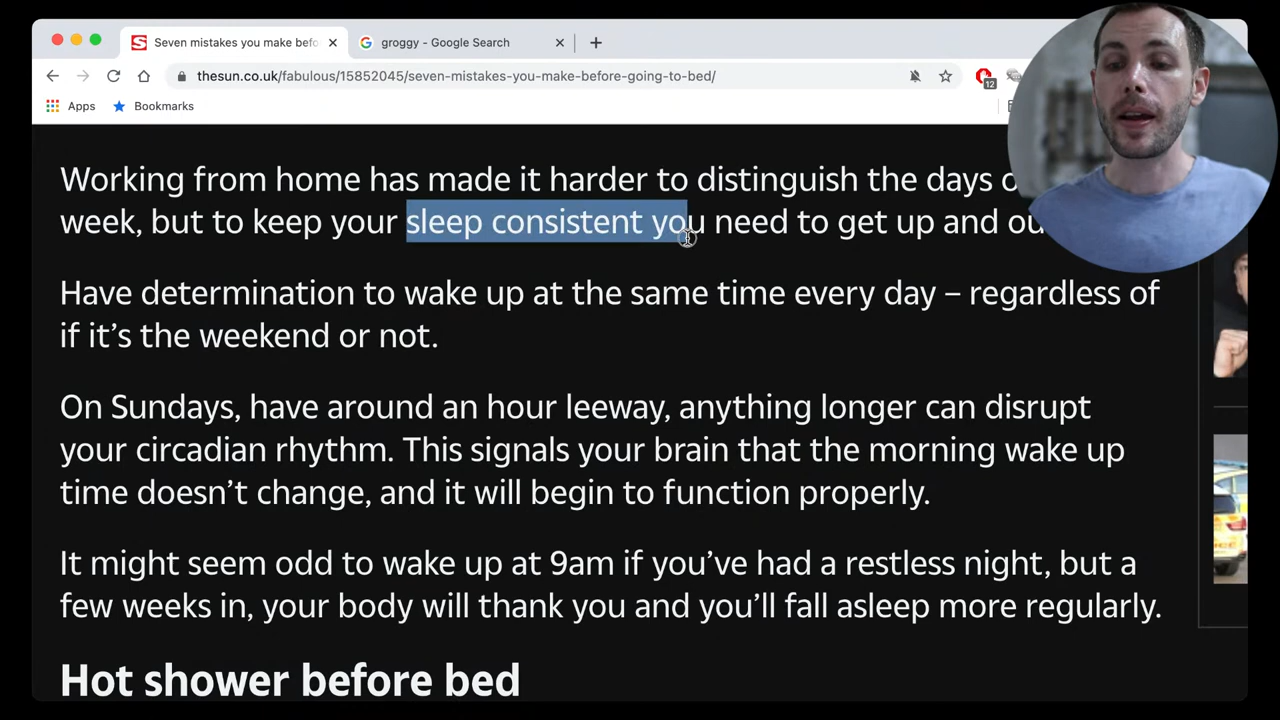 Seven mistakes you make befo
groggy - Google Search
thesun.co.uk/fabulous/15852045/seven-mistakes-you-make-before-going-to-bed/
12
Apps Bookmarks
Working from home has made it harder to distinguish the days o
week, but to keep your sleep consistent you need to get up and ou
Have determination to wake up at the same time every day – regardless of
if it’s the weekend or not.
On Sundays, have around an hour leeway, anything longer can disrupt
your circadian rhythm. This signals your brain that the morning wake up
time doesn’t change, and it will begin to function properly.
It might seem odd to wake up at 9am if you’ve had a restless night, but a
few weeks in, your body will thank you and you’ll fall asleep more regularly.
Hot shower before bed